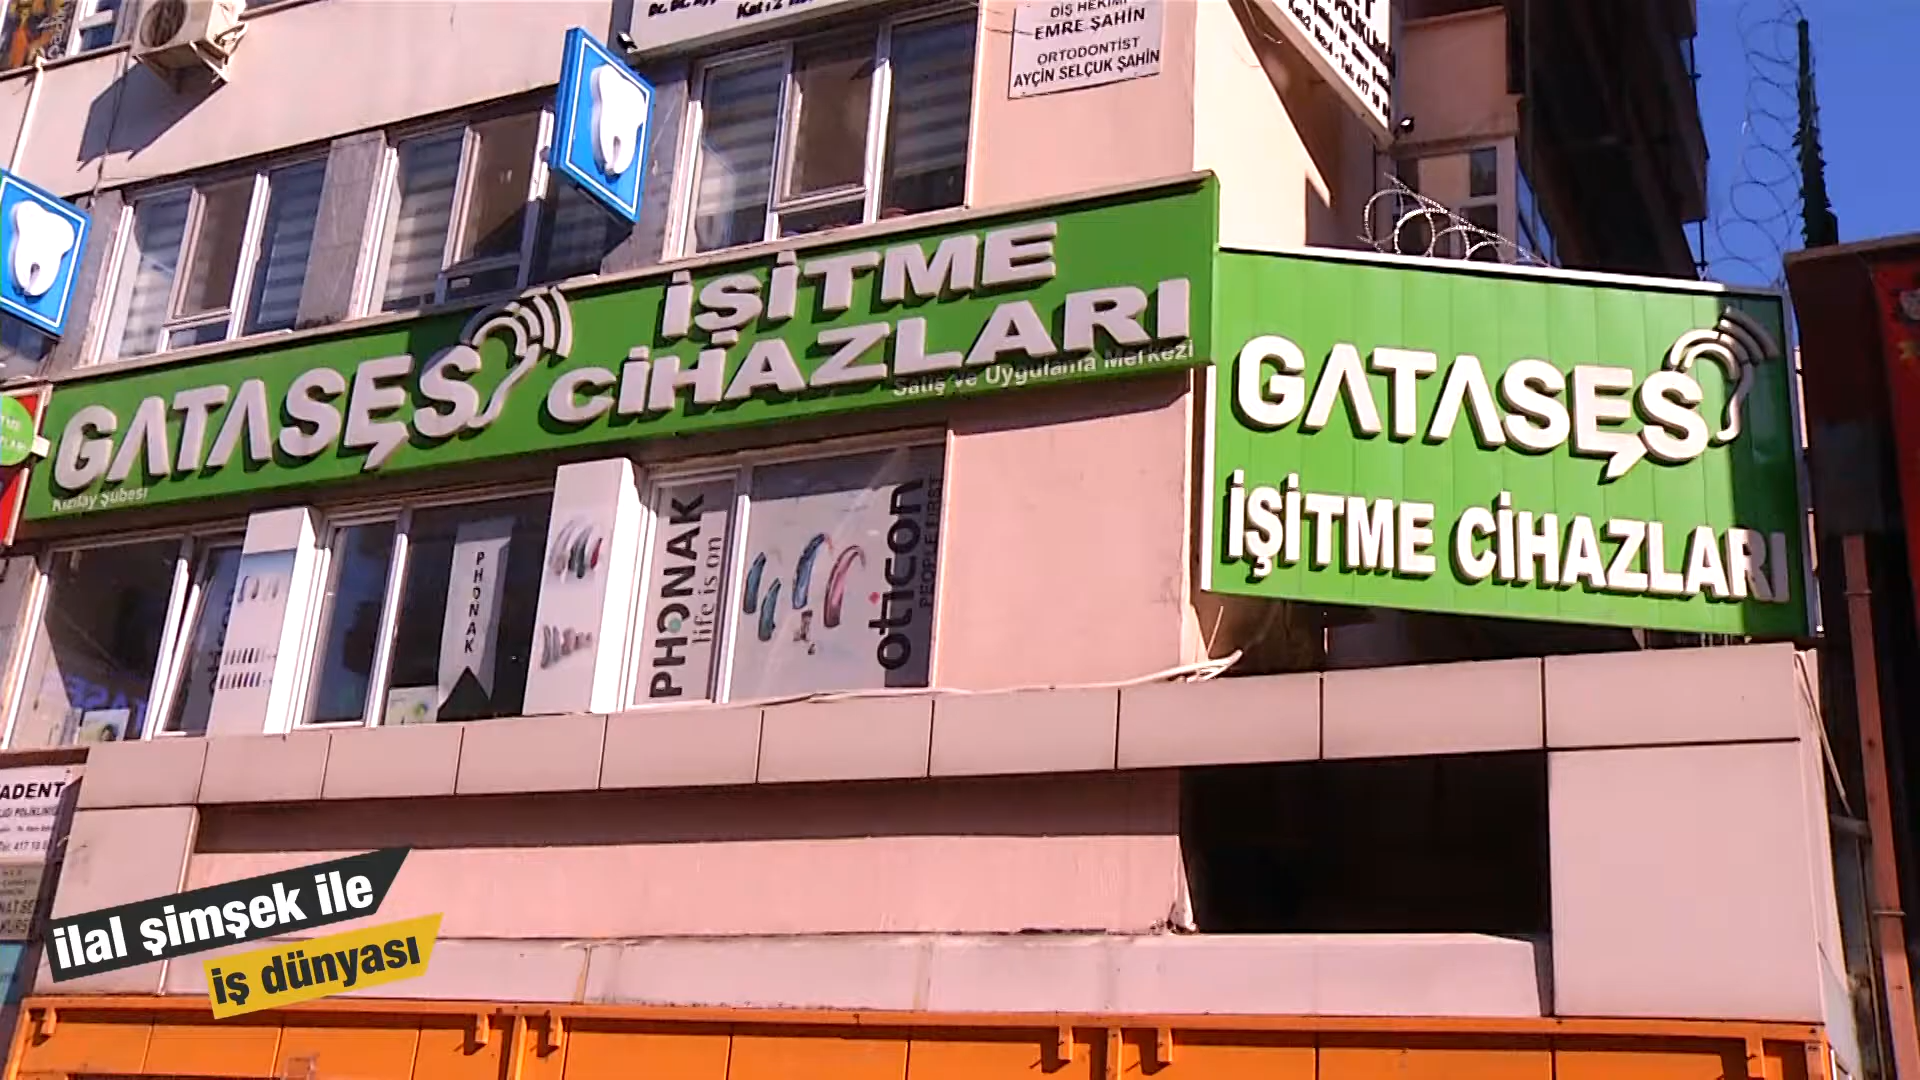 DİŞ HEKİMİ
EMRE ŞAHİN
ORTODONTİST
AYÇİN SELÇUK ŞAHİN
GATASEŞ
İŞİTME
CİHAZLARI
Satış ve Uygulama Merkezi
Kızılay Şubesi
GATASEŞ
İŞİTME CİHAZLARI
PHONAK
PHONAK
life is on
oticon
PEOPLE FIRST
ADENT
ilal şimşek ile
iş dünyası